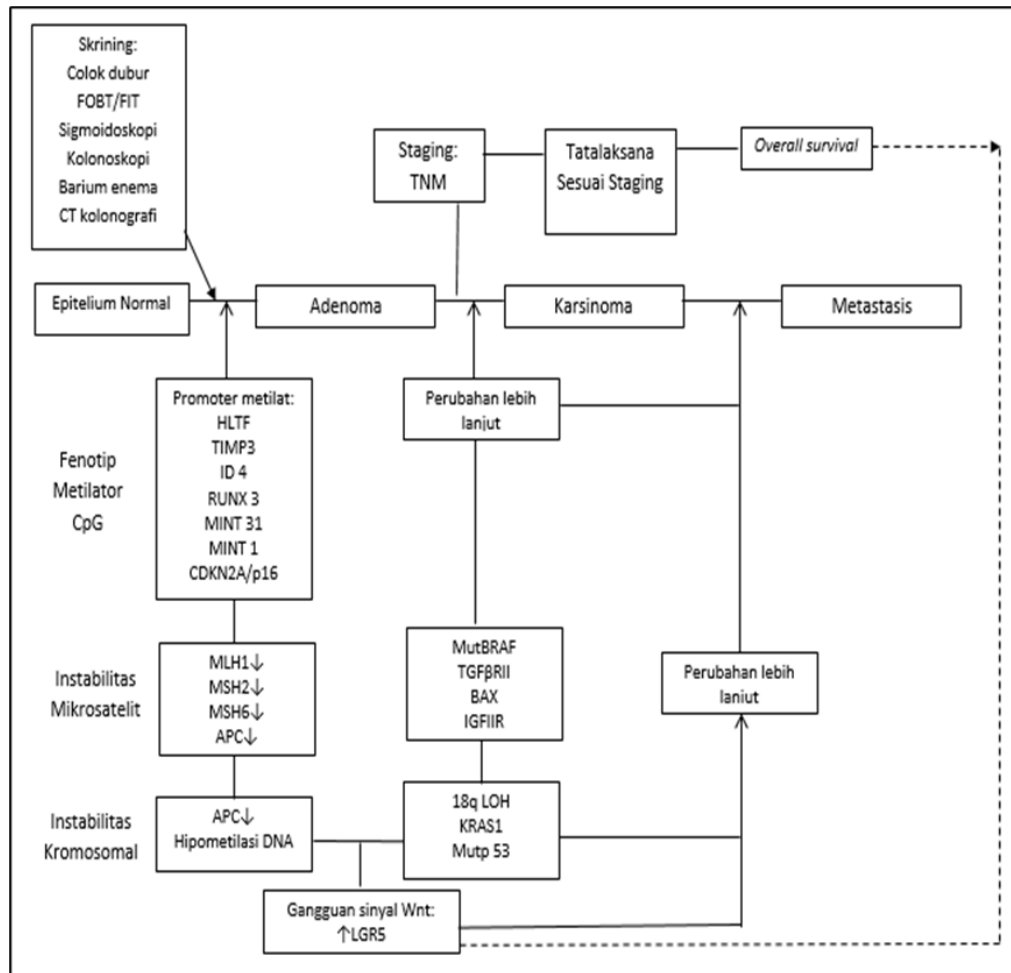 Skrining:
Colok dubur
FOBT/FIT
Sigmoidoskopi
Kolonoskopi
Barium enema
CT kolonografi
Staging:
TNM
Tatalaksana
Sesuai Staging
Overall survival
Epitelium Normal
Adenoma
Karsinoma
Metastasis
Fenotip
Metilator
CpG
Promoter metilat:
HLTF
TIMP3
ID 4
RUNX 3
MINT 31
MINT 1
CDKN2A/p16
Perubahan lebih
lanjut
Instabilitas
Mikrosatelit
MLH1↓
MSH2↓
MSH6↓
APC↓
MutBRAF
TGFβRII
BAX
IGFIIR
Perubahan lebih
lanjut
Instabilitas
Kromosomal
APC↓
Hipometilasi DNA
18q LOH
KRAS1
Mutp 53
Gangguan sinyal Wnt:
↑LGR5